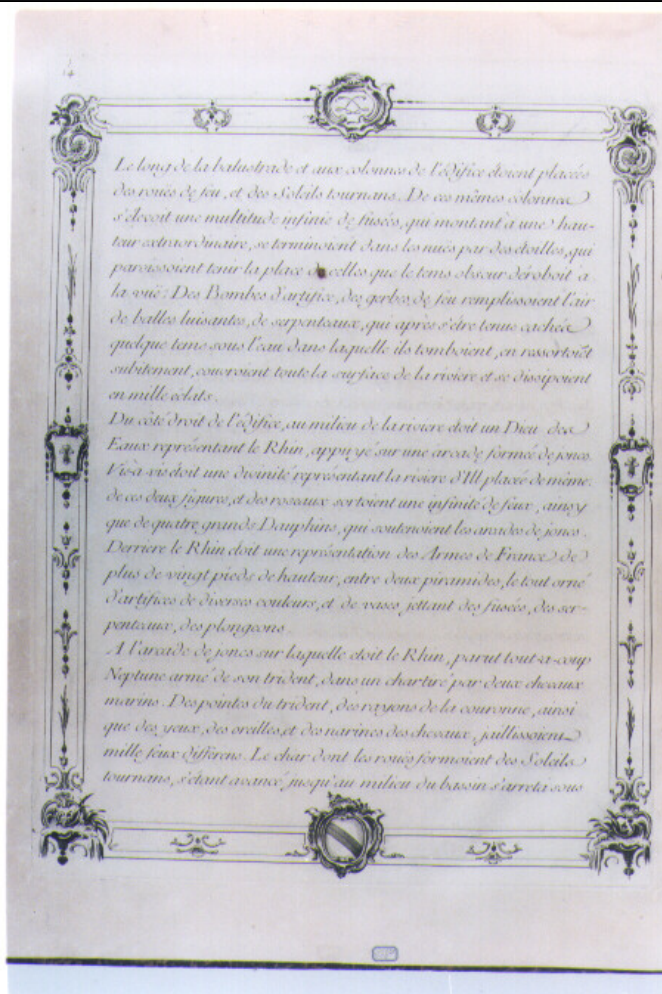 4
Le long de la balustrade et aux colonnes de l'édifice étoient placées
des roués de feu, et des Soleils tournans. De ces mêmes colonnes
s'élevoit une multitude infinie de fusées, qui montant à une hau-
teur extraordinaire, se terminoient dans les nués par des étoilles, qui
paroissoient tenir la place de celles que le tems obscur déroboit a
la vuë: Des Bombes d'artifice, des gerbes de feu remplissoient l'air
de balles luisantes, de serpenteaux, qui après s'être tenus cachés
quelque tems sous l'eau dans laquelle ils tomboient, en ressortoiēt
subitement, couvroient toute la surface de la rivière et se dissipoient
en mille éclats.
Du côté droit de l'édifice, au milieu de la riviere étoit un Dieu des
Eaux représentant le Rhin, appuyé sur une arcade formée de joncs.
Vis-à-vis étoit une divinité représentant la riviere d'Ill placée de même.
de ces deux figures, et des roseaux sortoient une infinité de feux, ainsy
que de quatre grands Dauphins, qui soutenoient les arcades de joncs.
Derriere le Rhin étoit une représentation des Armes de France de
plus de vingt pieds de hauteur, entre deux piramides, le tout orné
d'artifices de diverses couleurs, et de vases jettant des fusées, des ser-
penteaux, des plongeons.
A l'arcade de joncs sur laquelle étoit le Rhin, parut tout-a-coup
Neptune armé de son trident, dans un char tiré par deux chevaux
marins. Des pointes du trident, des rayons de la couronne, ainsi
que des yeux, des oreilles, et des narines des chevaux, jaillissoient
mille feux différens. Le char dont les roués formoient des Soleils
tournans, s'étant avancé jusqu'au milieu du bassin s'arreta sous